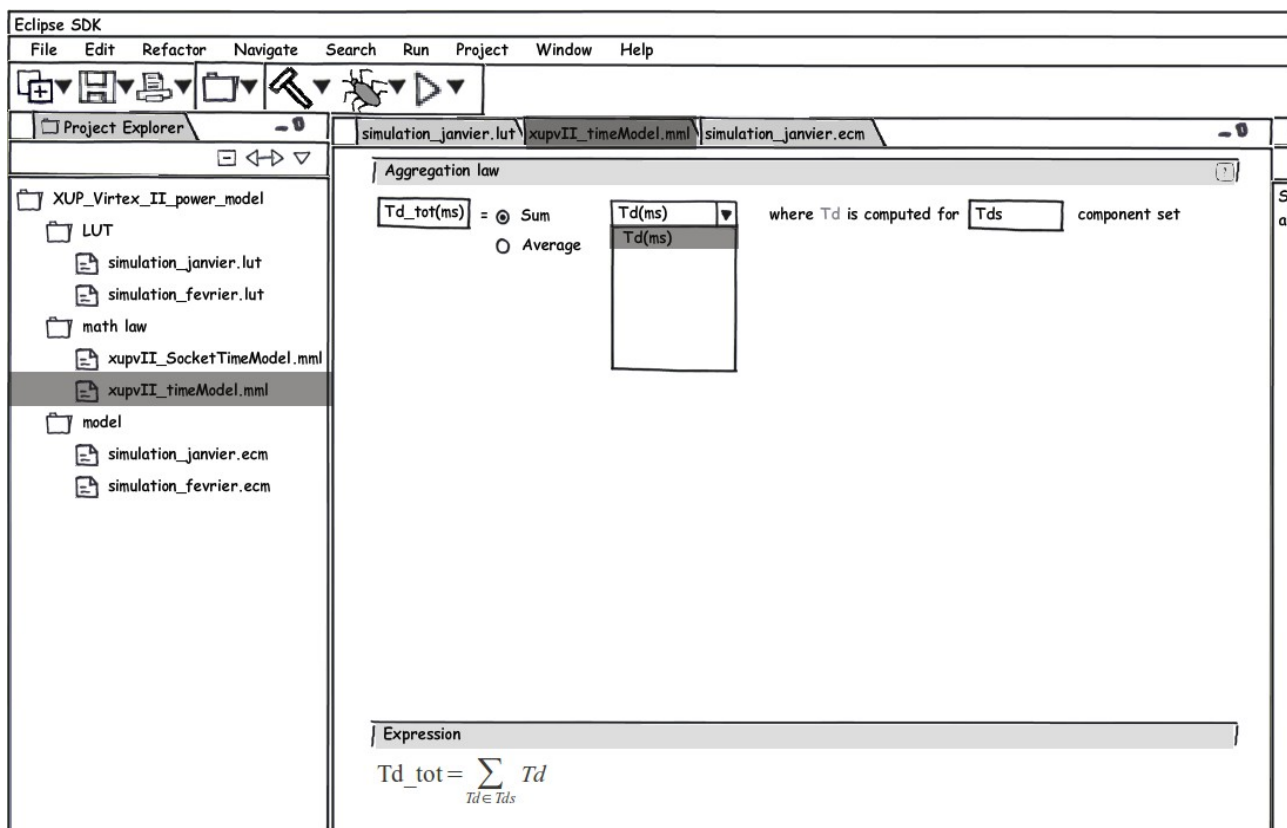 Eclipse SDK
File Edit Refactor Navigate Search Run Project Window Help
Project Explorer
XUP_Virtex_II_power_model
LUT
simulation_janvier.lut
simulation_fevrier.lut
math law
xupvII_SocketTimeModel.mml
xupvII_timeModel.mml
model
simulation_janvier.ecm
simulation_fevrier.ecm
simulation_janvier.lut xupvII_timeModel.mml simulation_janvier.ecm
Aggregation law ?
Td_tot(ms) = Sum Td(ms) where Td is computed for Tds component set
Average Td(ms)
Expression
Td_tot = ∑ Td
Td ∈ Tds
S
a